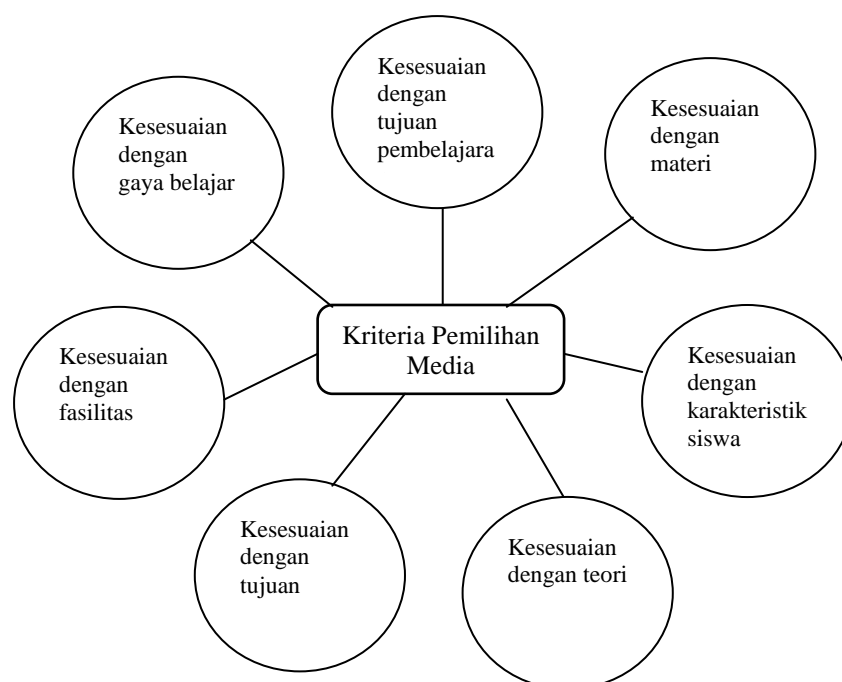 Kesesuaian
dengan
tujuan
pembelajara
Kesesuaian
dengan
gaya belajar
Kesesuaian
dengan
materi
Kriteria Pemilihan
Media
Kesesuaian
dengan
fasilitas
Kesesuaian
dengan
karakteristik
siswa
Kesesuaian
dengan
tujuan
Kesesuaian
dengan teori